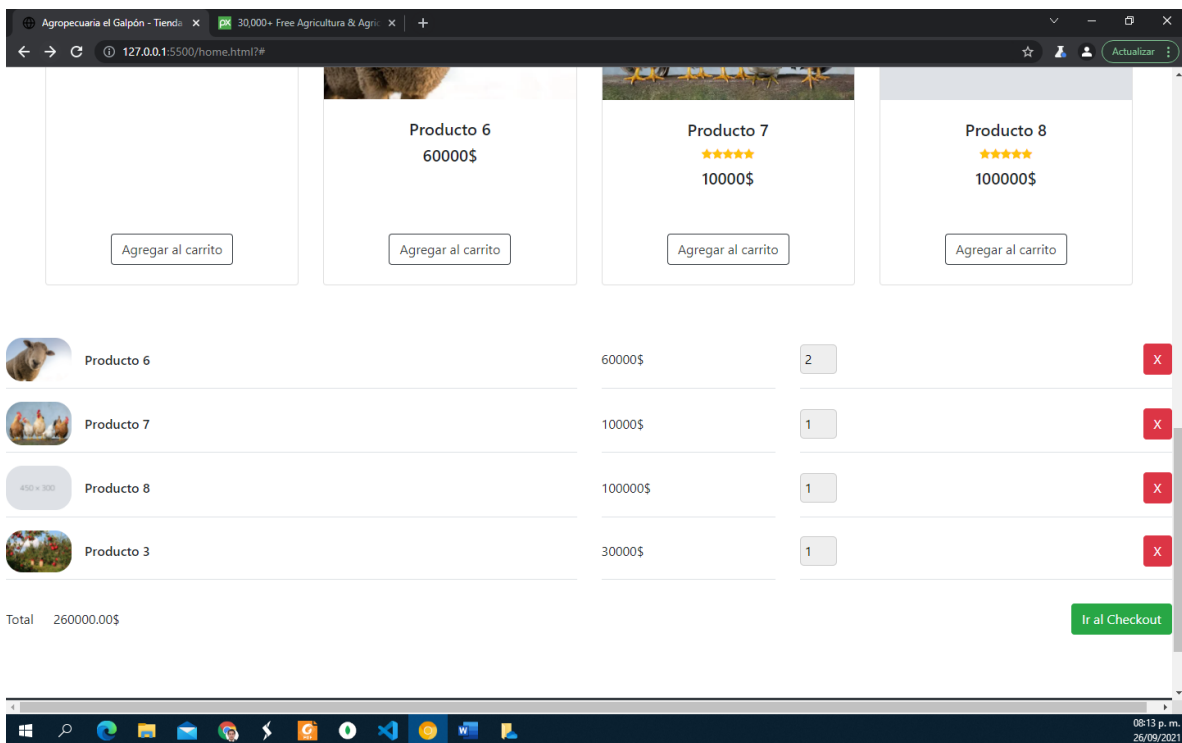 Agropecuaria el Galpón - Tienda
px 30,000+ Free Agricultura & Agric
127.0.0.1:5500/home.html?#
Actualizar
Producto 6
60000$
Producto 7
10000$
Producto 8
100000$
Agregar al carrito
Agregar al carrito
Agregar al carrito
Agregar al carrito
Producto 6 60000$ 2 X
Producto 7 10000$ 1 X
450 × 300 Producto 8 100000$ 1 X
Producto 3 30000$ 1 X
Total 260000.00$ Ir al Checkout
08:13 p. m.
26/09/2021